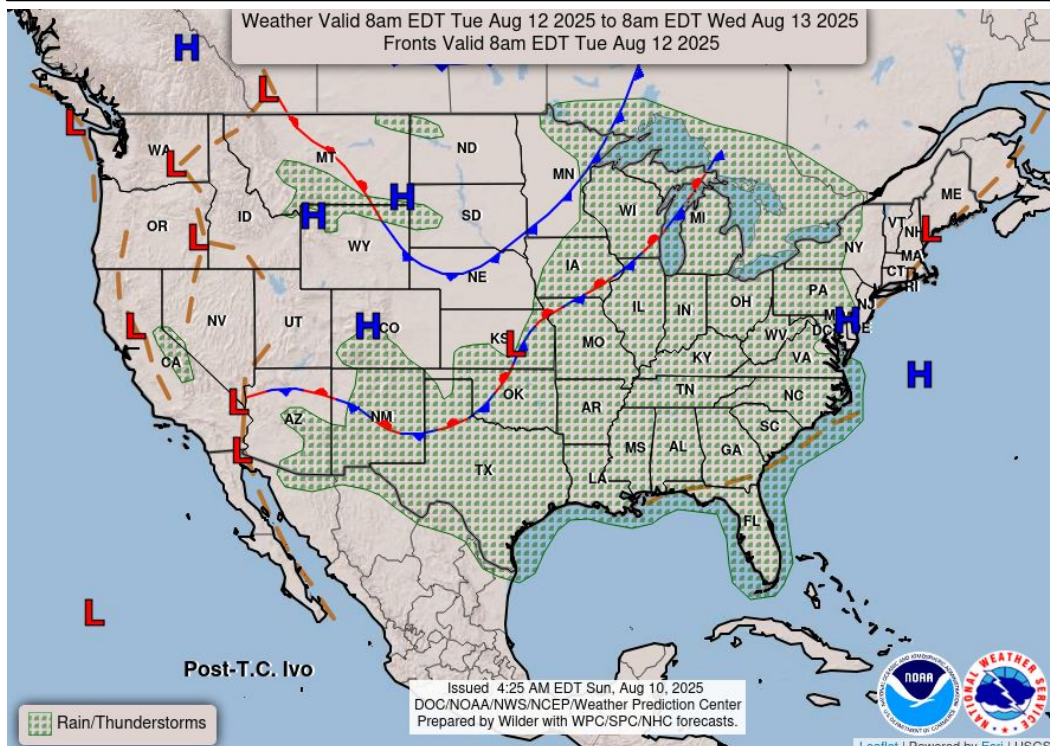 Weather Valid 8am EDT Tue Aug 12 2025 to 8am EDT Wed Aug 13 2025
Fronts Valid 8am EDT Tue Aug 12 2025
H
L
L
WA
L
MT
ND
MN
ME
OR
ID
H
H
SD
WI
MI
VT
NH
L
NY
MA
CT
RI
L
WY
IA
NE
PA
NJ
L
NV
UT
H
CO
KS
L
IL
IN
OH
M
H
DC
E
CA
MO
WV
VA
KY
H
L
AZ
NM
OK
AR
TN
NC
SC
L
TX
MS
AL
GA
LA
FL
L
Post-T.C. Ivo
Rain/Thunderstorms
Issued 4:25 AM EDT Sun, Aug 10, 2025
DOC/NOAA/NWS/NCEP/Weather Prediction Center
Prepared by Wilder with WPC/SPC/NHC forecasts.
NOAA
NATIONAL WEATHER SERVICE
Leaflet | Powered by Esri | USGS